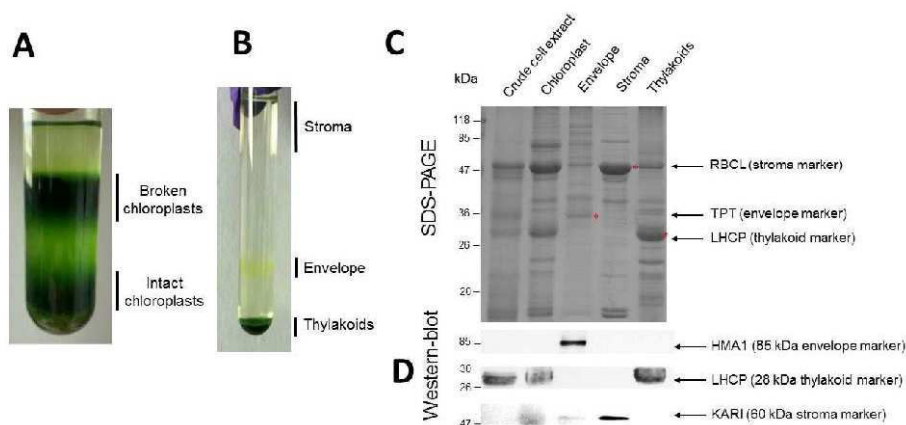 A
Broken
chloroplasts
Intact
chloroplasts
B
Stroma
Envelope
Thylakoids
C
kDa
Crude cell extract
Chloroplast
Envelope
Stroma
Thylakoids
SDS-PAGE
118
85
47
36
26
20
RBCL (stroma marker)
TPT (envelope marker)
LHCP (thylakoid marker)
D
Western-blot
85
HMA1 (85 kDa envelope marker)
36
26
LHCP (28 kDa thylakoid marker)
47
KARI (60 kDa stroma marker)